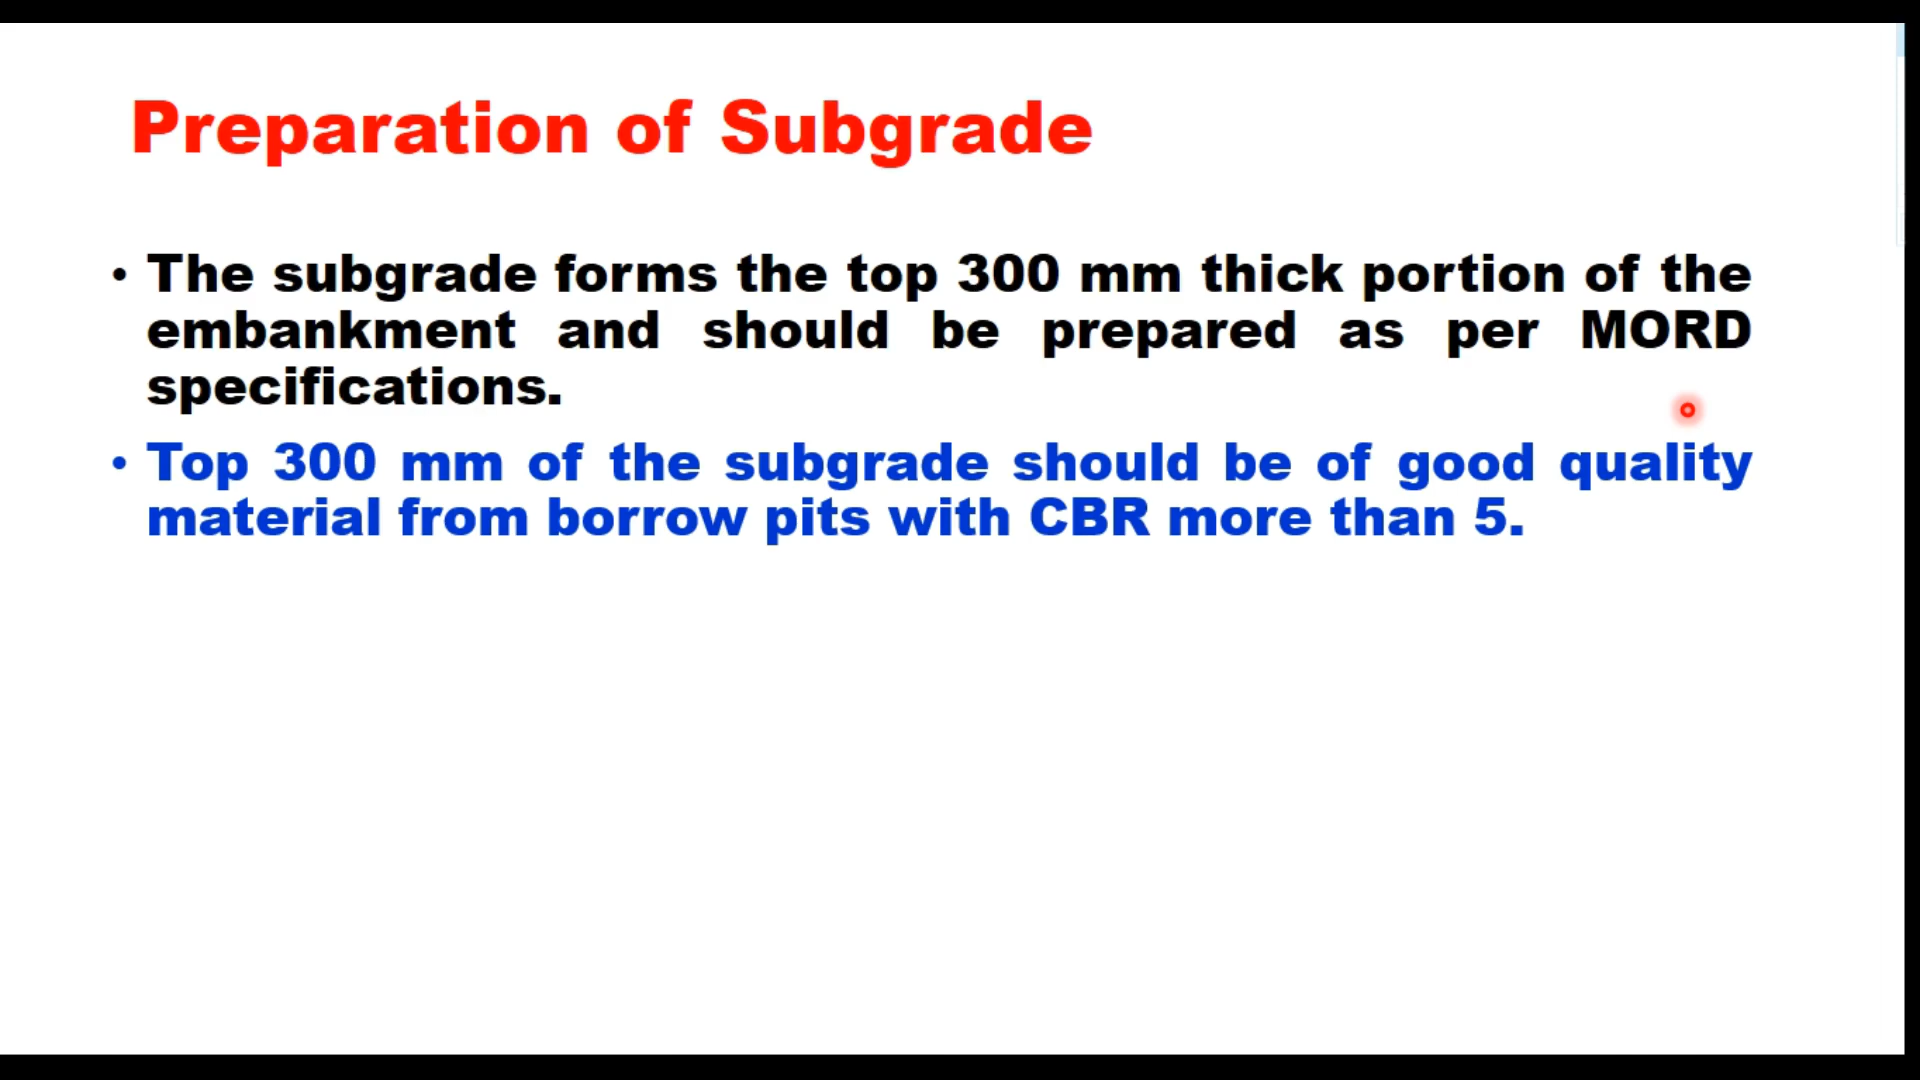 Preparation of Subgrade
• The subgrade forms the top 300 mm thick portion of the
embankment and should be prepared as per MORD
specifications.
• Top 300 mm of the subgrade should be of good quality
material from borrow pits with CBR more than 5.